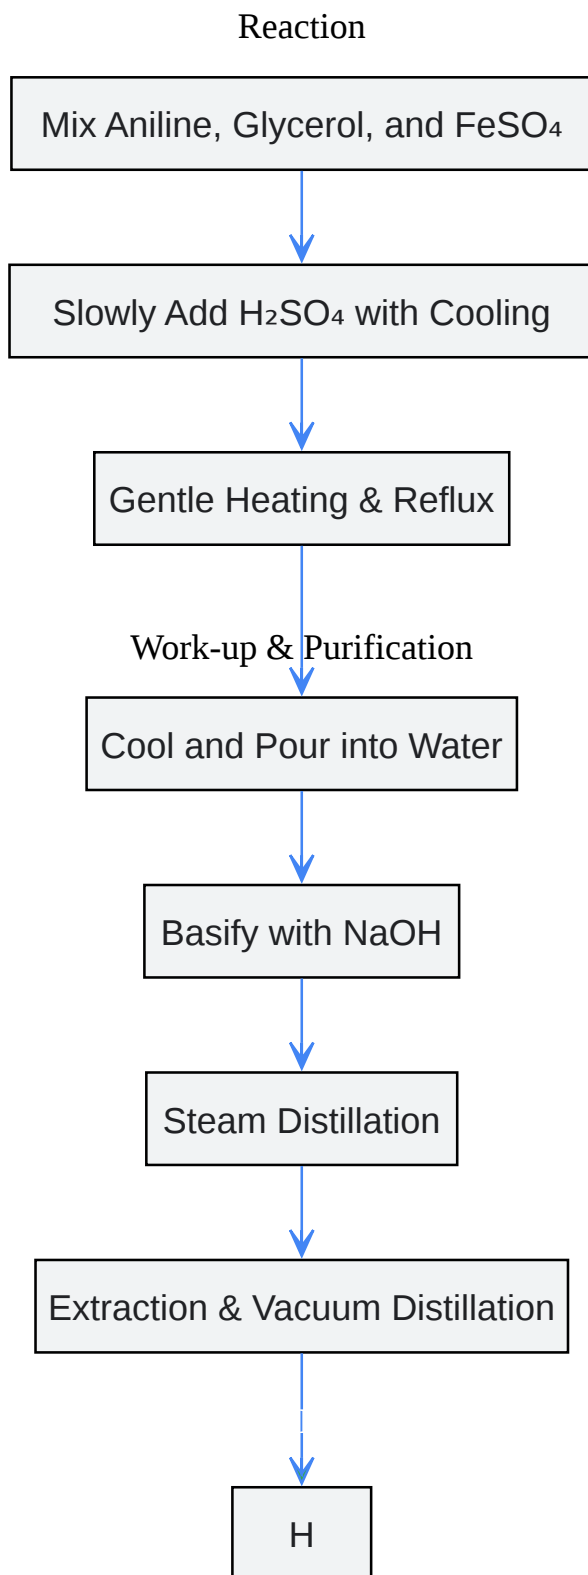 Reaction
Mix Aniline, Glycerol, and FeSO₄
Slowly Add H₂SO₄ with Cooling
Gentle Heating & Reflux
Work-up & Purification
Cool and Pour into Water
Basify with NaOH
Steam Distillation
Extraction & Vacuum Distillation
H